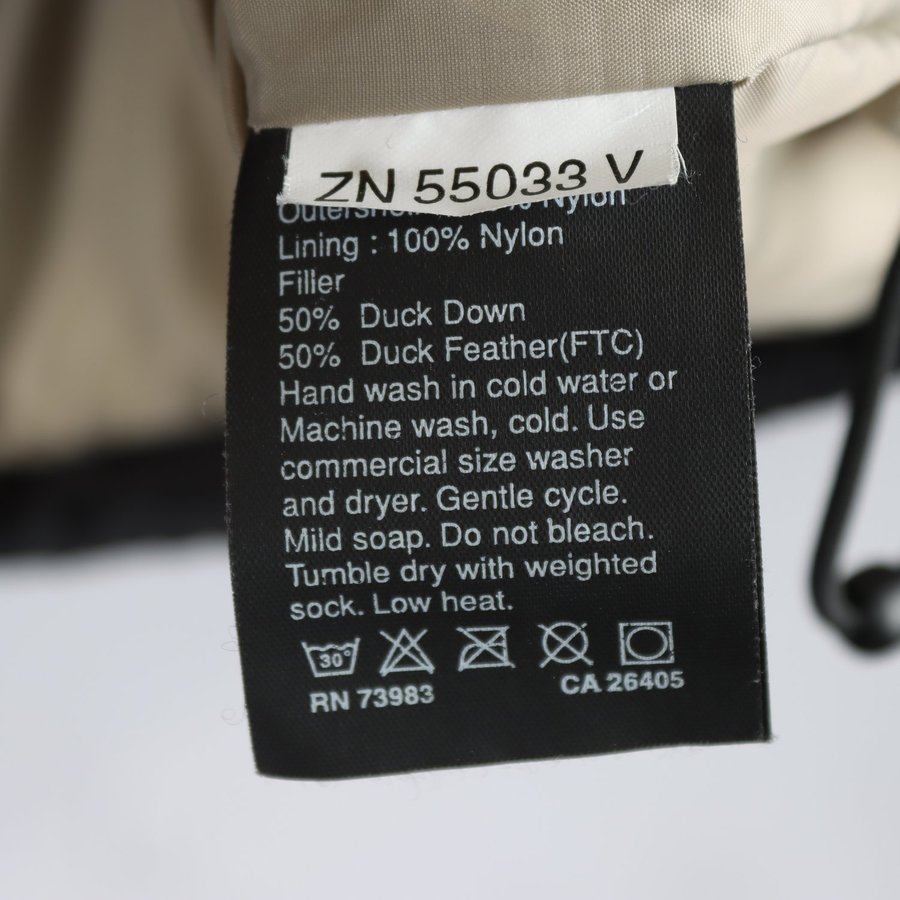 ZN 55033 V
Nylon
Lining : 100% Nylon
Filler
50% Duck Down
50% Duck Feather(FTC)
Hand wash in cold water or
Machine wash, cold. Use
commercial size washer
and dryer. Gentle cycle.
Mild soap. Do not bleach.
Tumble dry with weighted
sock. Low heat.
30°
RN 73983 CA 26405